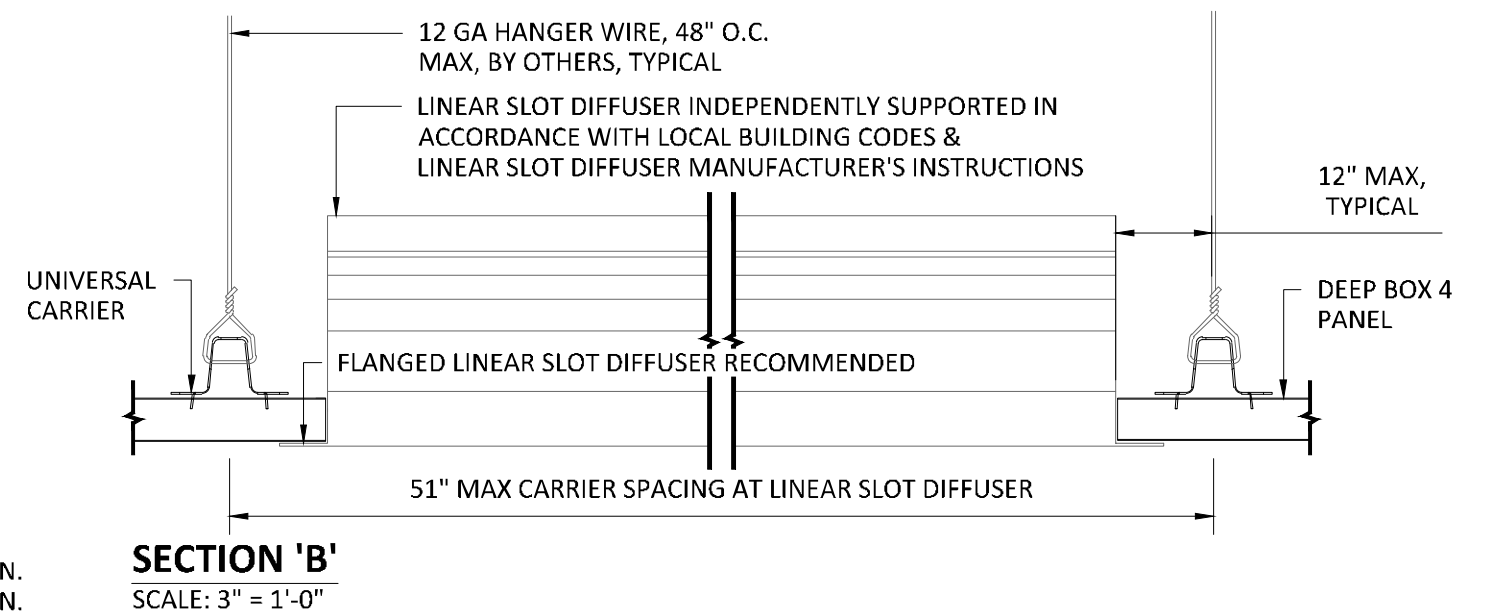 12 GA HANGER WIRE, 48" O.C.
MAX, BY OTHERS, TYPICAL
LINEAR SLOT DIFFUSER INDEPENDENTLY SUPPORTED IN
ACCORDANCE WITH LOCAL BUILDING CODES &
LINEAR SLOT DIFFUSER MANUFACTURER'S INSTRUCTIONS
12" MAX,
TYPICAL
UNIVERSAL
CARRIER
DEEP BOX 4
PANEL
FLANGED LINEAR SLOT DIFFUSER RECOMMENDED
51" MAX CARRIER SPACING AT LINEAR SLOT DIFFUSER
SECTION 'B'
SCALE: 3" = 1'-0"
N.
N.